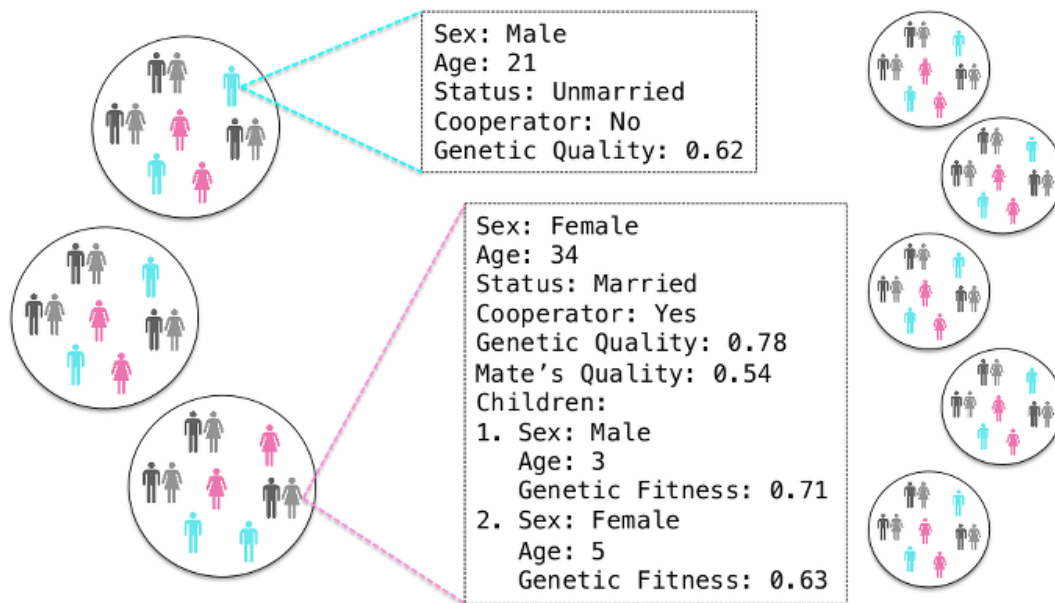 Sex: Male
Age: 21
Status: Unmarried
Cooperator: No
Genetic Quality: 0.62
Sex: Female
Age: 34
Status: Married
Cooperator: Yes
Genetic Quality: 0.78
Mate's Quality: 0.54
Children:
1. Sex: Male
Age: 3
Genetic Fitness: 0.71
2. Sex: Female
Age: 5
Genetic Fitness: 0.63